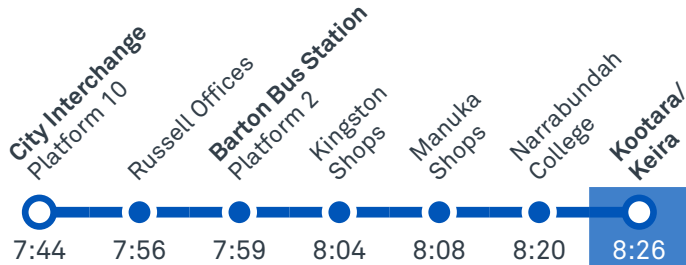 City Interchange
Platform 10
Russell Offices
Barton Bus Station
Platform 2
Kingston
Shops
Manuka
Shops
Narrabundah
College
Kootara/
Keira
7:44 7:56 7:59 8:04 8:08 8:20 8:26